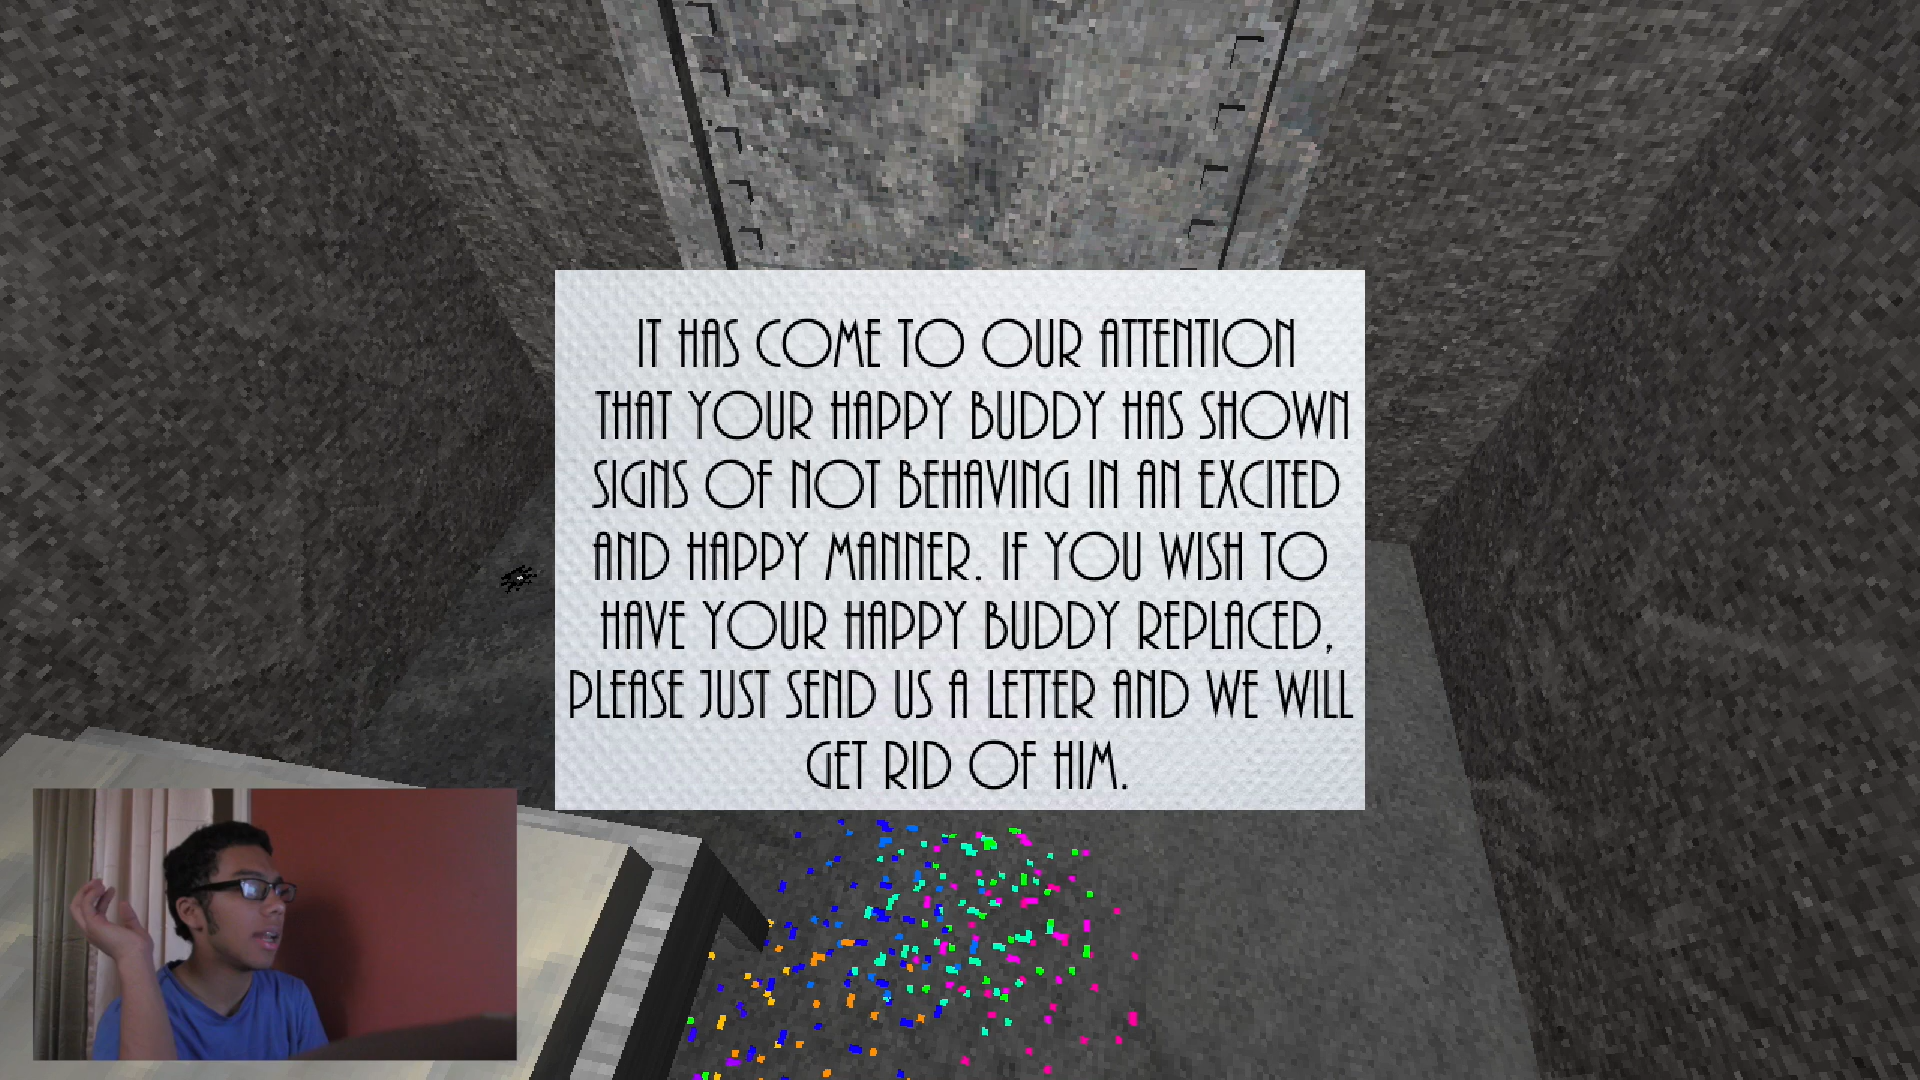 IT HAS COME TO OUR ATTENTION
THAT YOUR HAPPY BUDDY HAS SHOWN
SIGNS OF NOT BEHAVING IN AN EXCITED
AND HAPPY MANNER. IF YOU WISH TO
HAVE YOUR HAPPY BUDDY REPLACED,
PLEASE JUST SEND US A LETTER AND WE WILL
GET RID OF HIM.